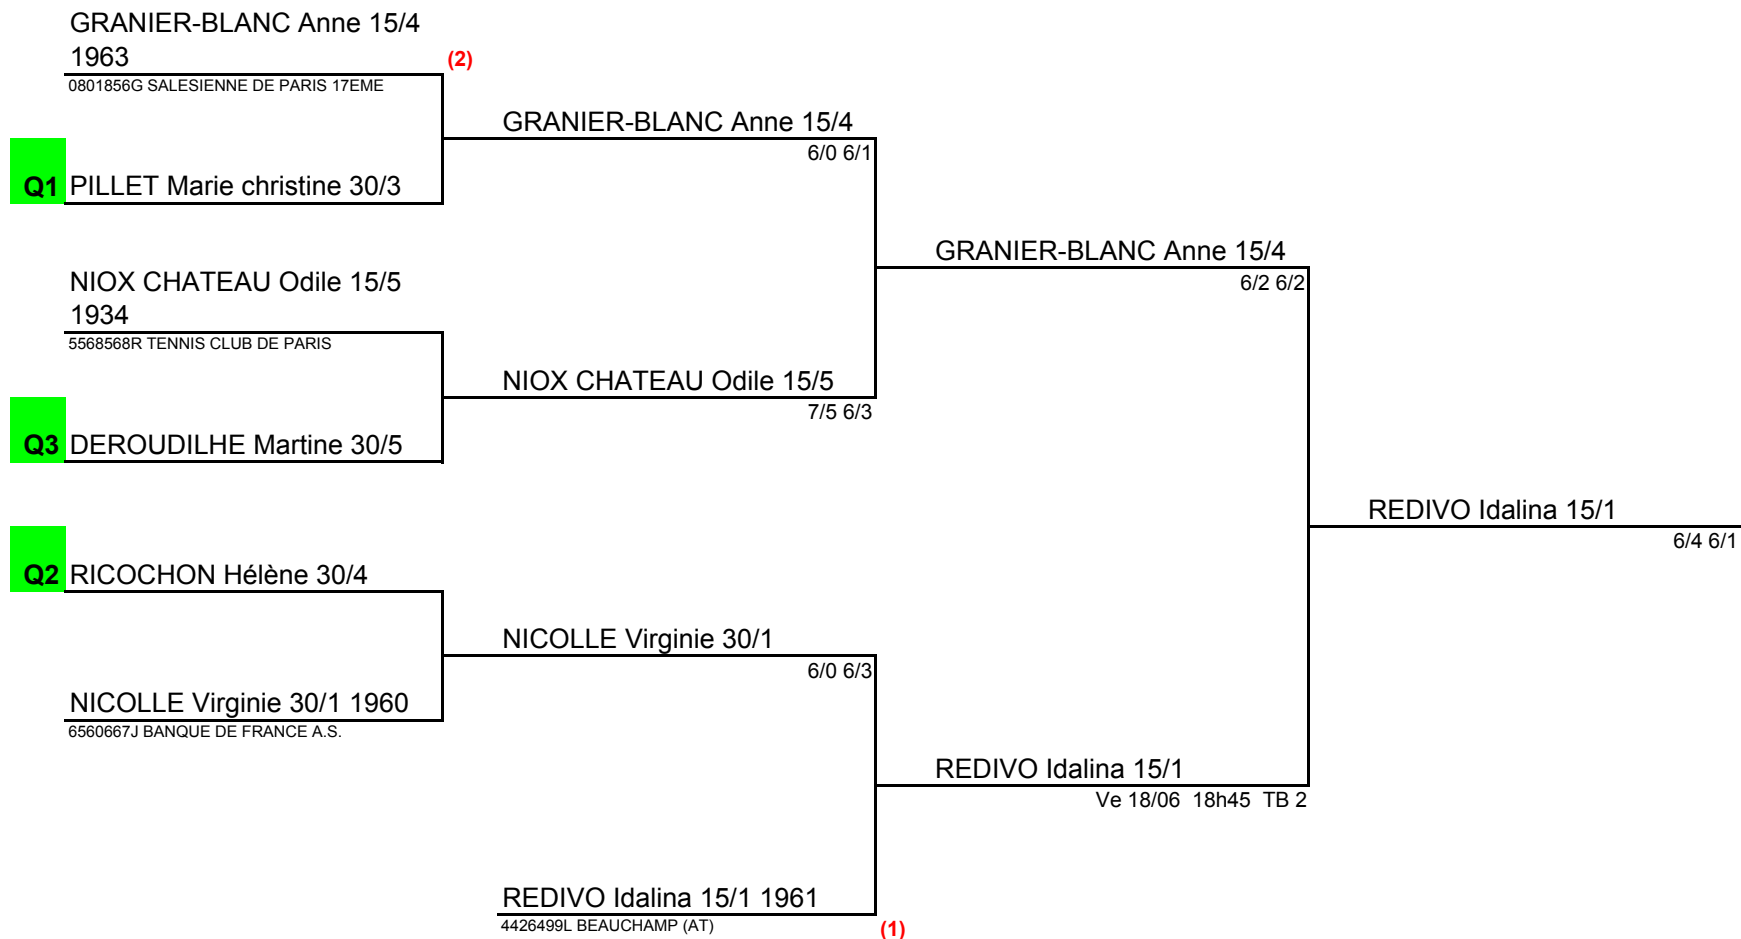 GRANIER-BLANC Anne 15/4
1963
(2)
0801856G SALESIENNE DE PARIS 17EME
GRANIER-BLANC Anne 15/4
6/0 6/1
Q1 PILLET Marie christine 30/3
GRANIER-BLANC Anne 15/4
6/2 6/2
NIOX CHATEAU Odile 15/5
1934
5568568R TENNIS CLUB DE PARIS
NIOX CHATEAU Odile 15/5
7/5 6/3
Q3 DEROUDILHE Martine 30/5
REDIVO Idalina 15/1
6/4 6/1
Q2 RICOCHON Hélène 30/4
NICOLLE Virginie 30/1
6/0 6/3
NICOLLE Virginie 30/1 1960
6560667J BANQUE DE FRANCE A.S.
REDIVO Idalina 15/1
Ve 18/06 18h45 TB 2
REDIVO Idalina 15/1 1961
4426499L BEAUCHAMP (AT)
(1)